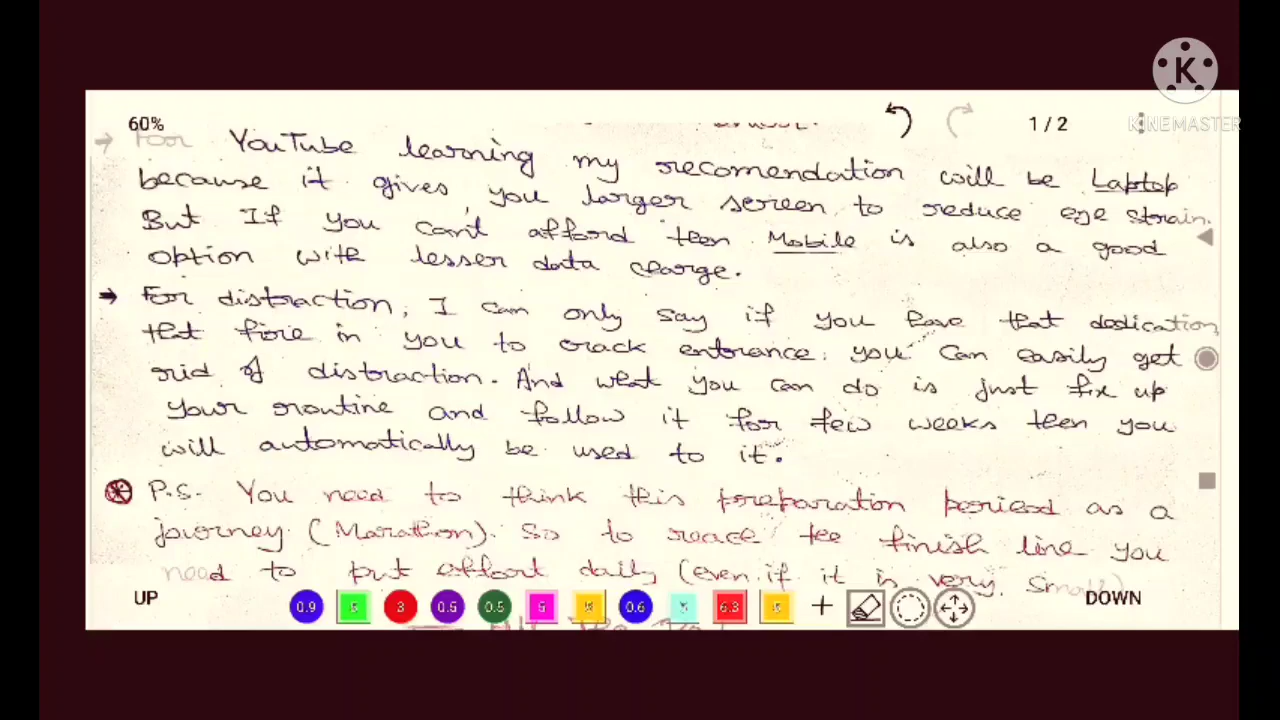 60%
1 / 2
KINEMASTER
→ For YouTube learning my recomendation will be Laptop
because it gives you larger screen to reduce eye strain.
But If you can't afford then Mobile is also a good
option with lesser data charge.
→ For distraction, I can only say if you have that dedication,
that fire in you to crack entrance. you can easily get
rid of distraction. And what you can do is just fix up
your routine and follow it for few weeks then you
will automatically be used to it.
P.S. You need to think this preparation period as a
journey (Marathon). So to reach the finish line you
need to put effort daily (even if it is very small)
UP
0.9
5
3
0.5
0.5
5
0.6
6.3
DOWN